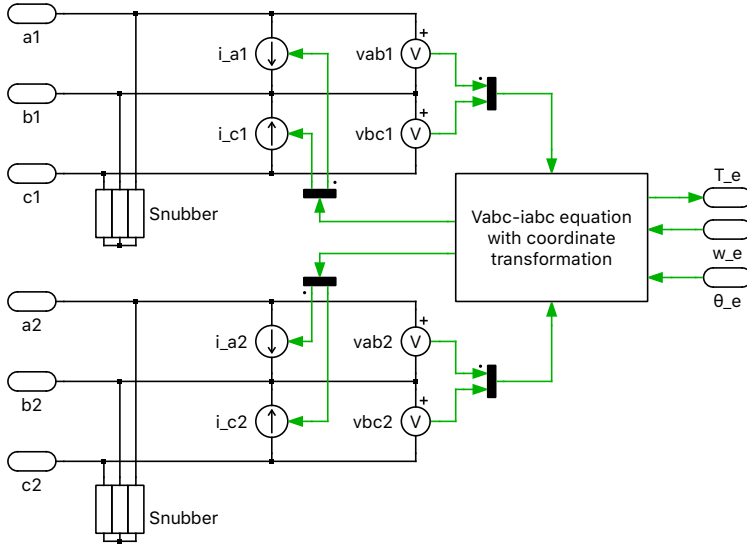 a1
i_a1
vab1
+
V
b1
i_c1
vbc1
+
V
c1
Snubber
Vabc-iabc equation
with coordinate
transformation
T_e
w_e
θ_e
a2
i_a2
vab2
+
V
b2
i_c2
vbc2
+
V
c2
Snubber